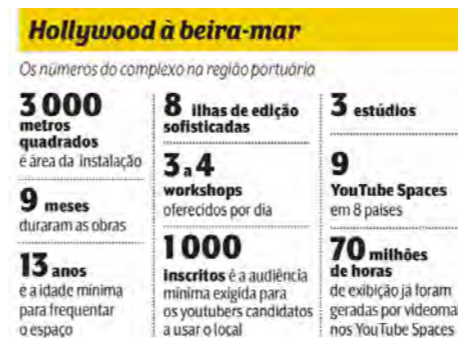 Hollywood à beira-mar
Os números do complexo na região portuária
3 000
metros
quadrados
é área da instalação
9 meses
duraram as obras
13 anos
é a idade mínima
para frequentar
o espaço
8 ilhas de edição
sofisticadas
3 a 4
workshops
oferecidos por dia
1 000
inscritos é a audiência
mínima exigida para
os youtubers candidatos
a usar o local
3 estúdios
9
YouTube Spaces
em 8 países
70 milhões
de horas
de exibição já foram
geradas por videoma
nos YouTube Spaces